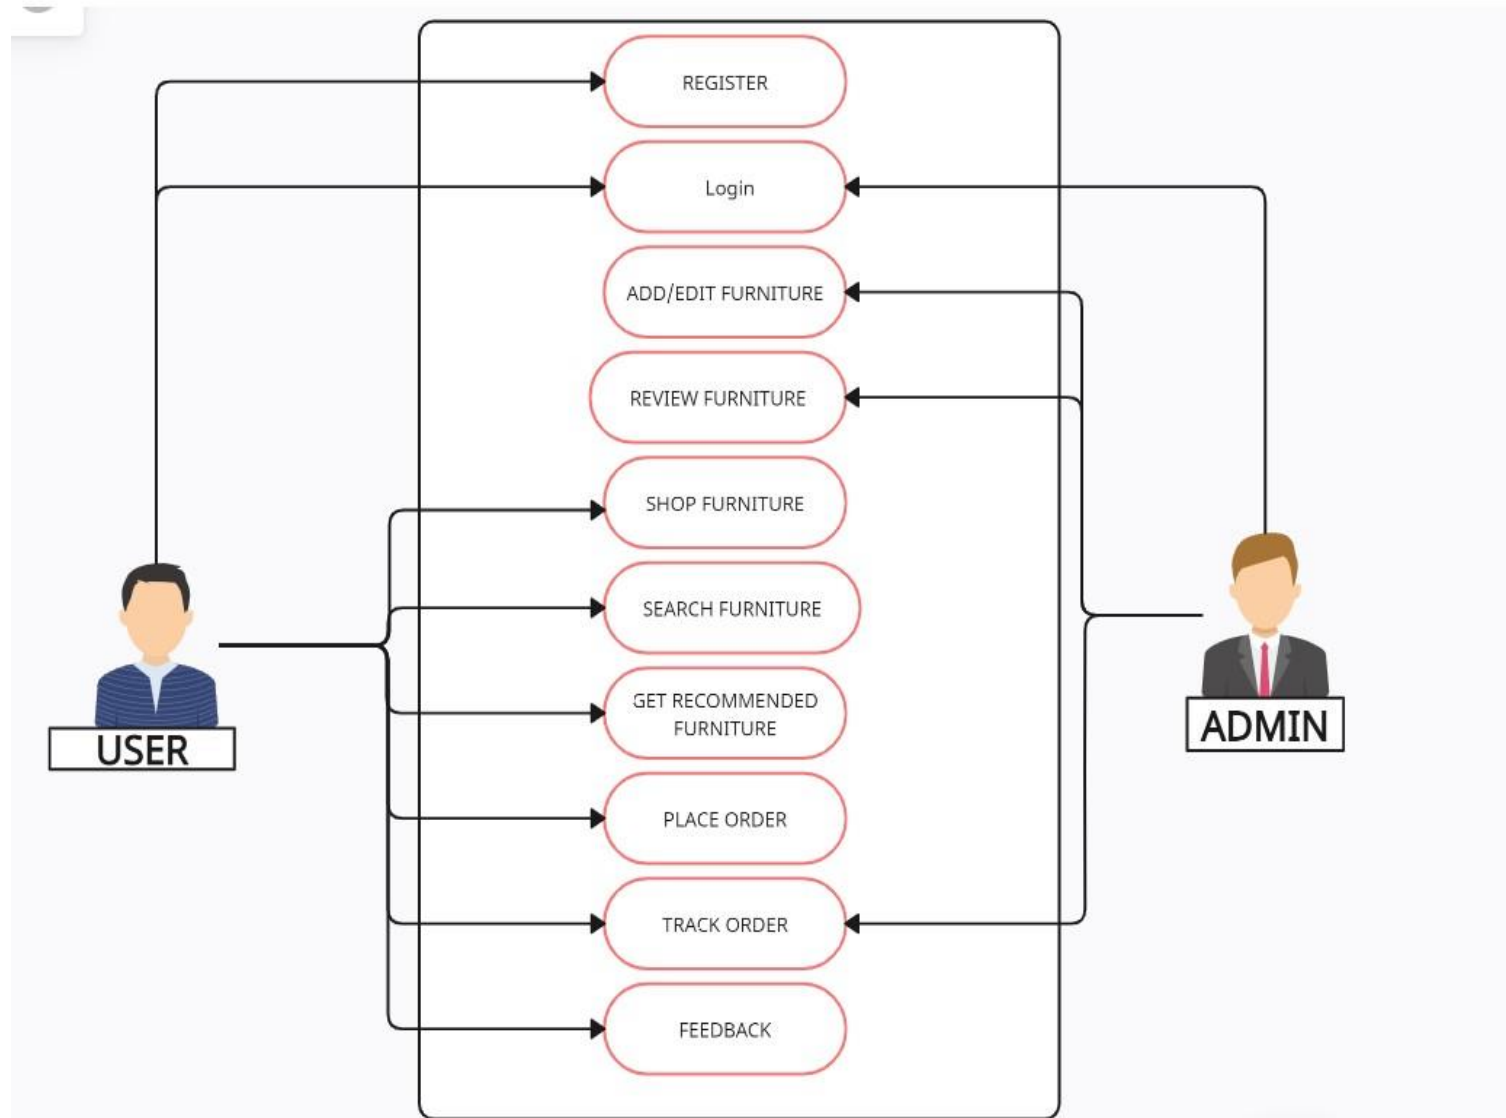 REGISTER
Login
ADD/EDIT FURNITURE
REVIEW FURNITURE
SHOP FURNITURE
SEARCH FURNITURE
GET RECOMMENDED
FURNITURE
PLACE ORDER
TRACK ORDER
FEEDBACK
USER
ADMIN